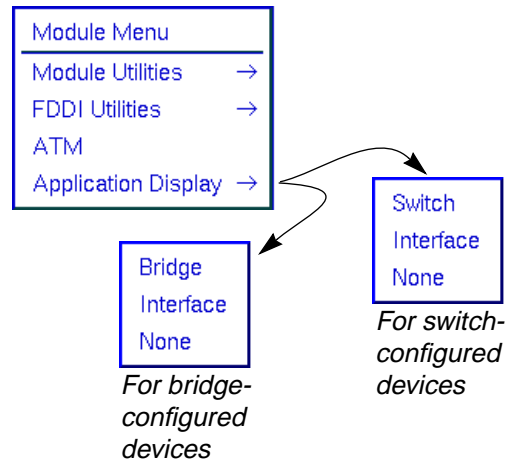 Module Menu
Module Utilities →
FDDI Utilities →
ATM
Application Display →
Switch
Interface
None
For switch-
configured
devices
Bridge
Interface
None
For bridge-
configured
devices